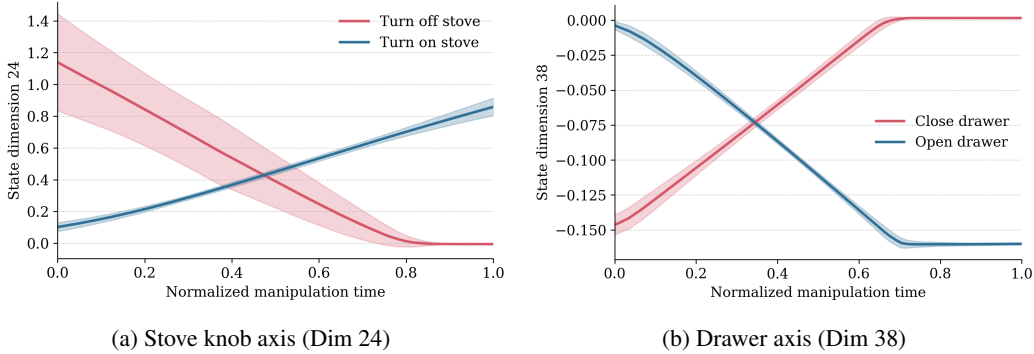 1.4
1.2
1.0
0.8
0.6
0.4
0.2
0.0
State dimension 24
Turn off stove
Turn on stove
0.0 0.2 0.4 0.6 0.8 1.0
Normalized manipulation time
(a) Stove knob axis (Dim 24)
0.000
−0.025
−0.050
−0.075
−0.100
−0.125
−0.150
State dimension 38
Close drawer
Open drawer
0.0 0.2 0.4 0.6 0.8 1.0
Normalized manipulation time
(b) Drawer axis (Dim 38)